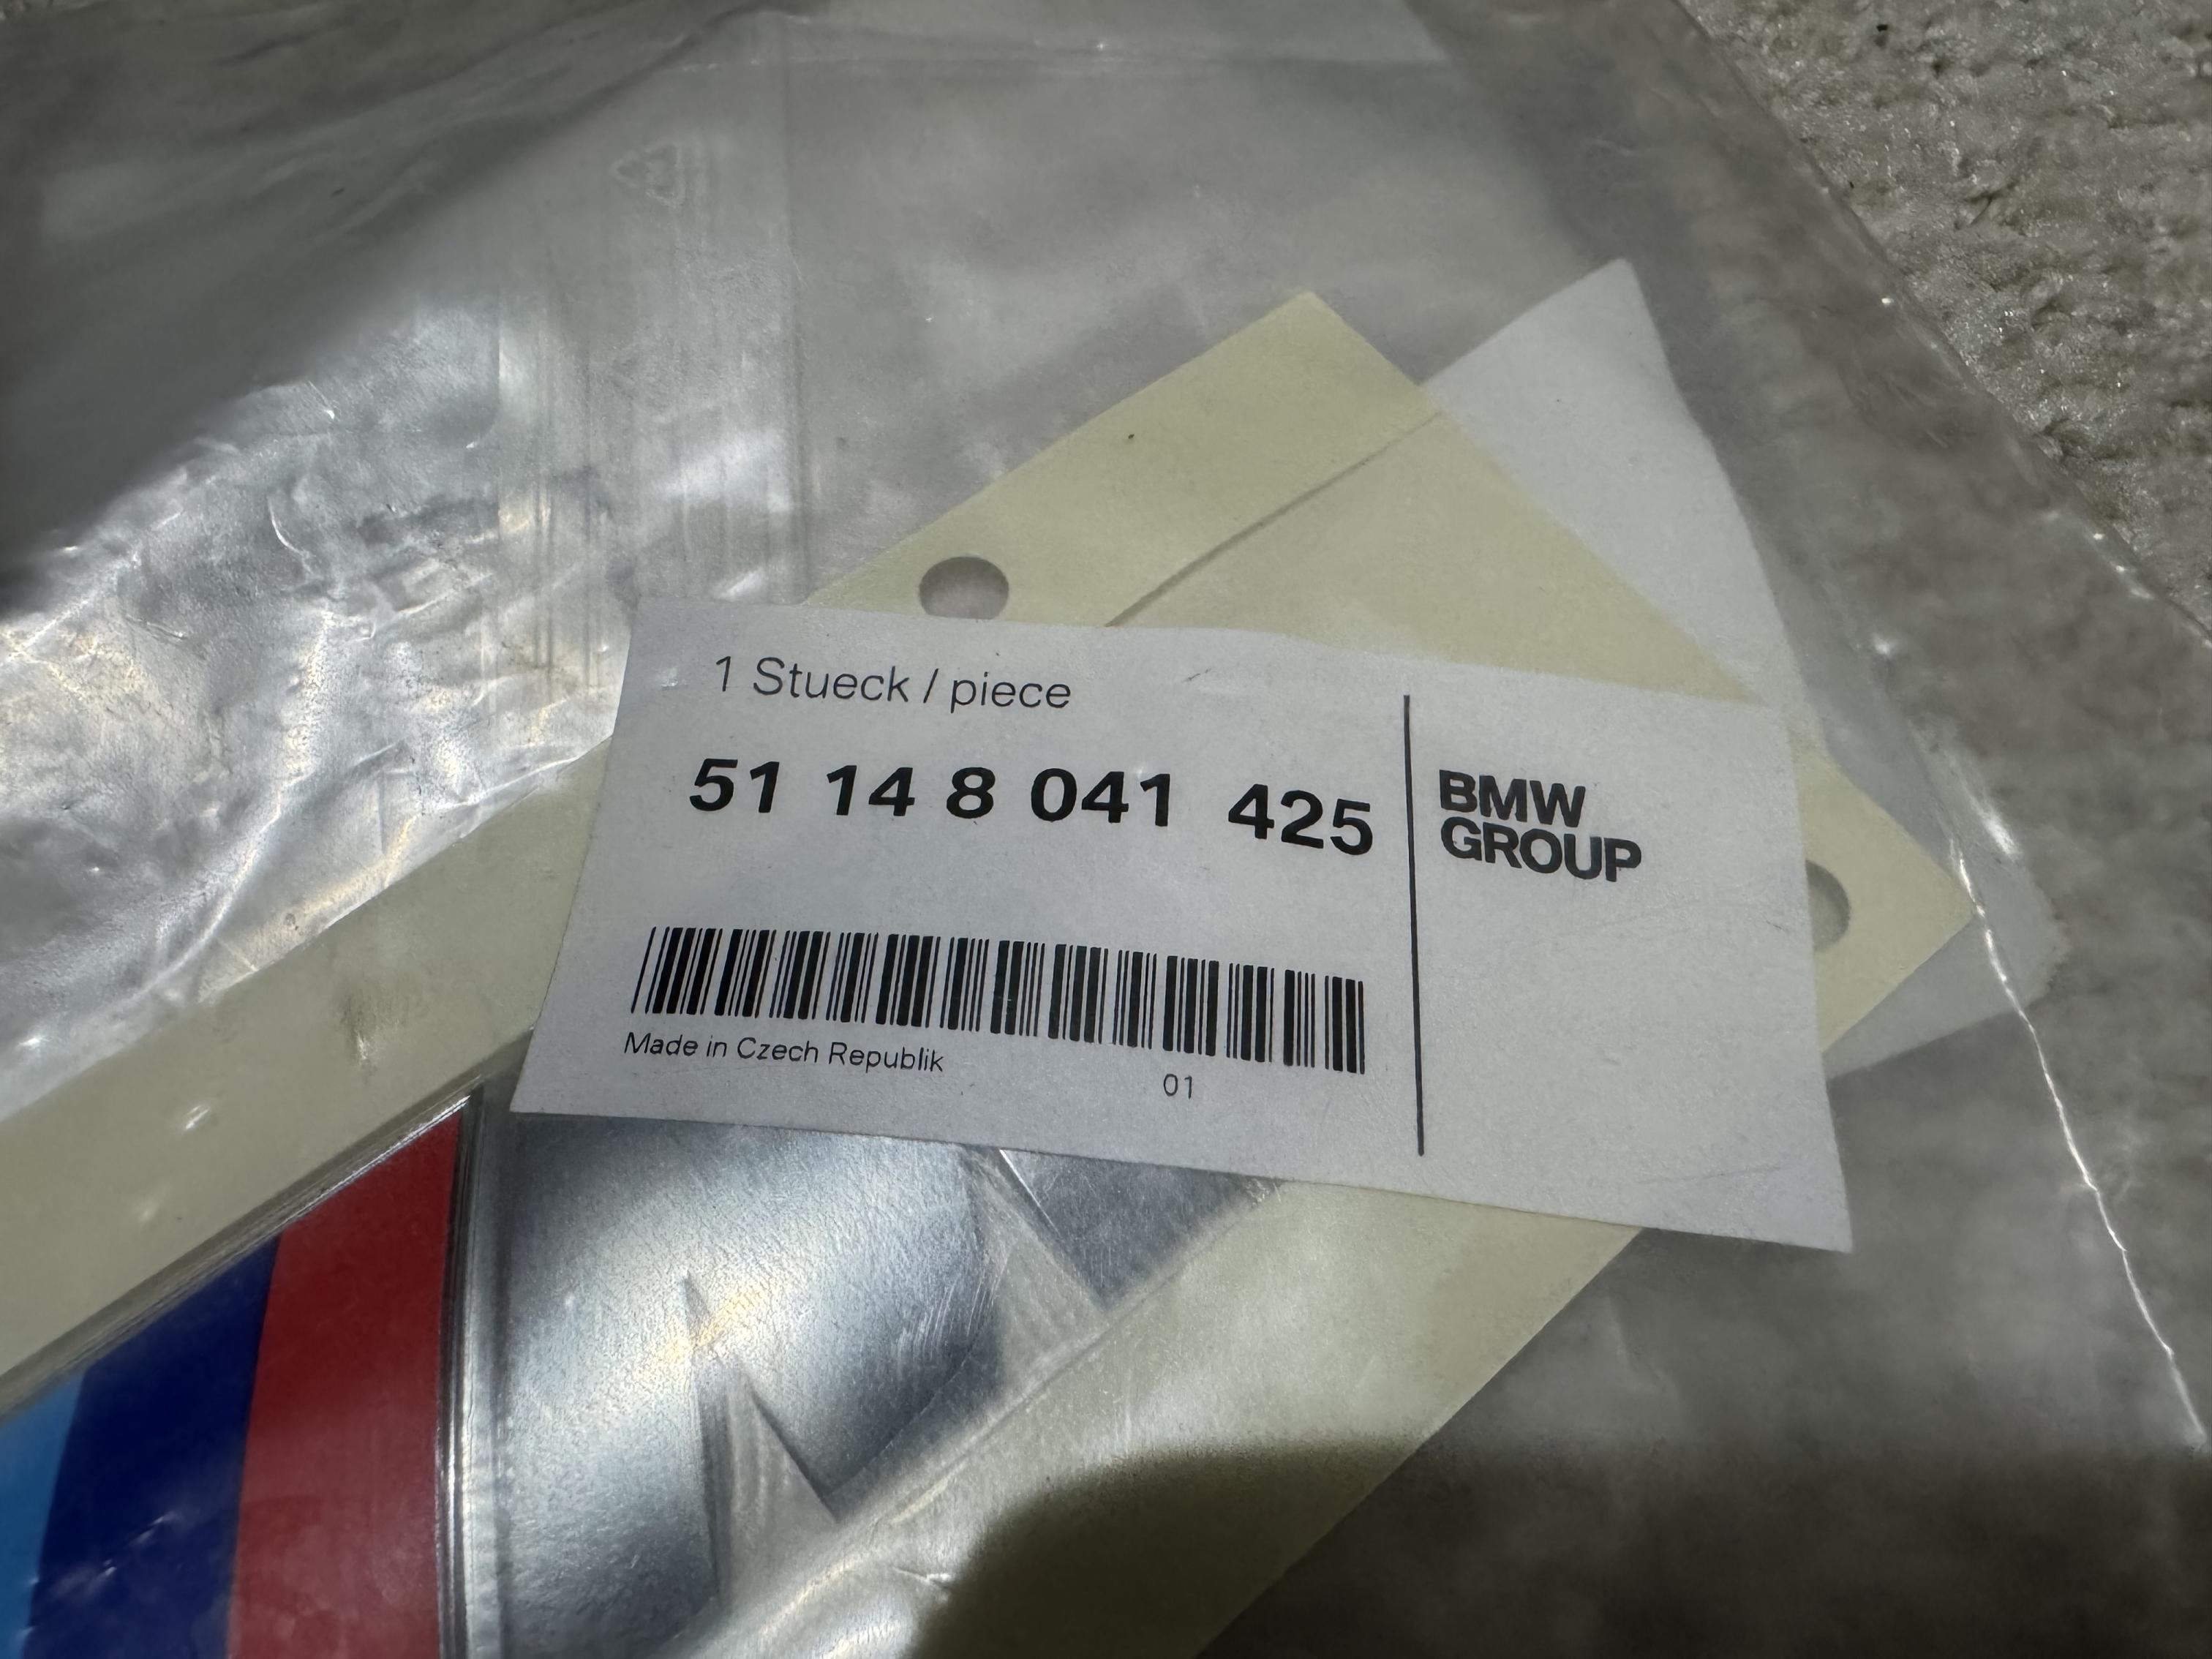 1 Stueck / piece
51 14 8 041 425
BMW
GROUP
Made in Czech Republik
01